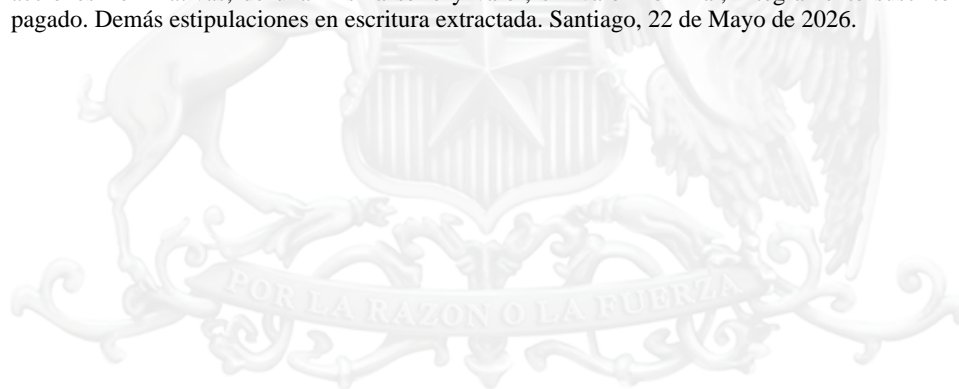 pagado. Demás estipulaciones en escritura extractada. Santiago, 22 de Mayo de 2026.
POR LA RAZON O LA FUERZA